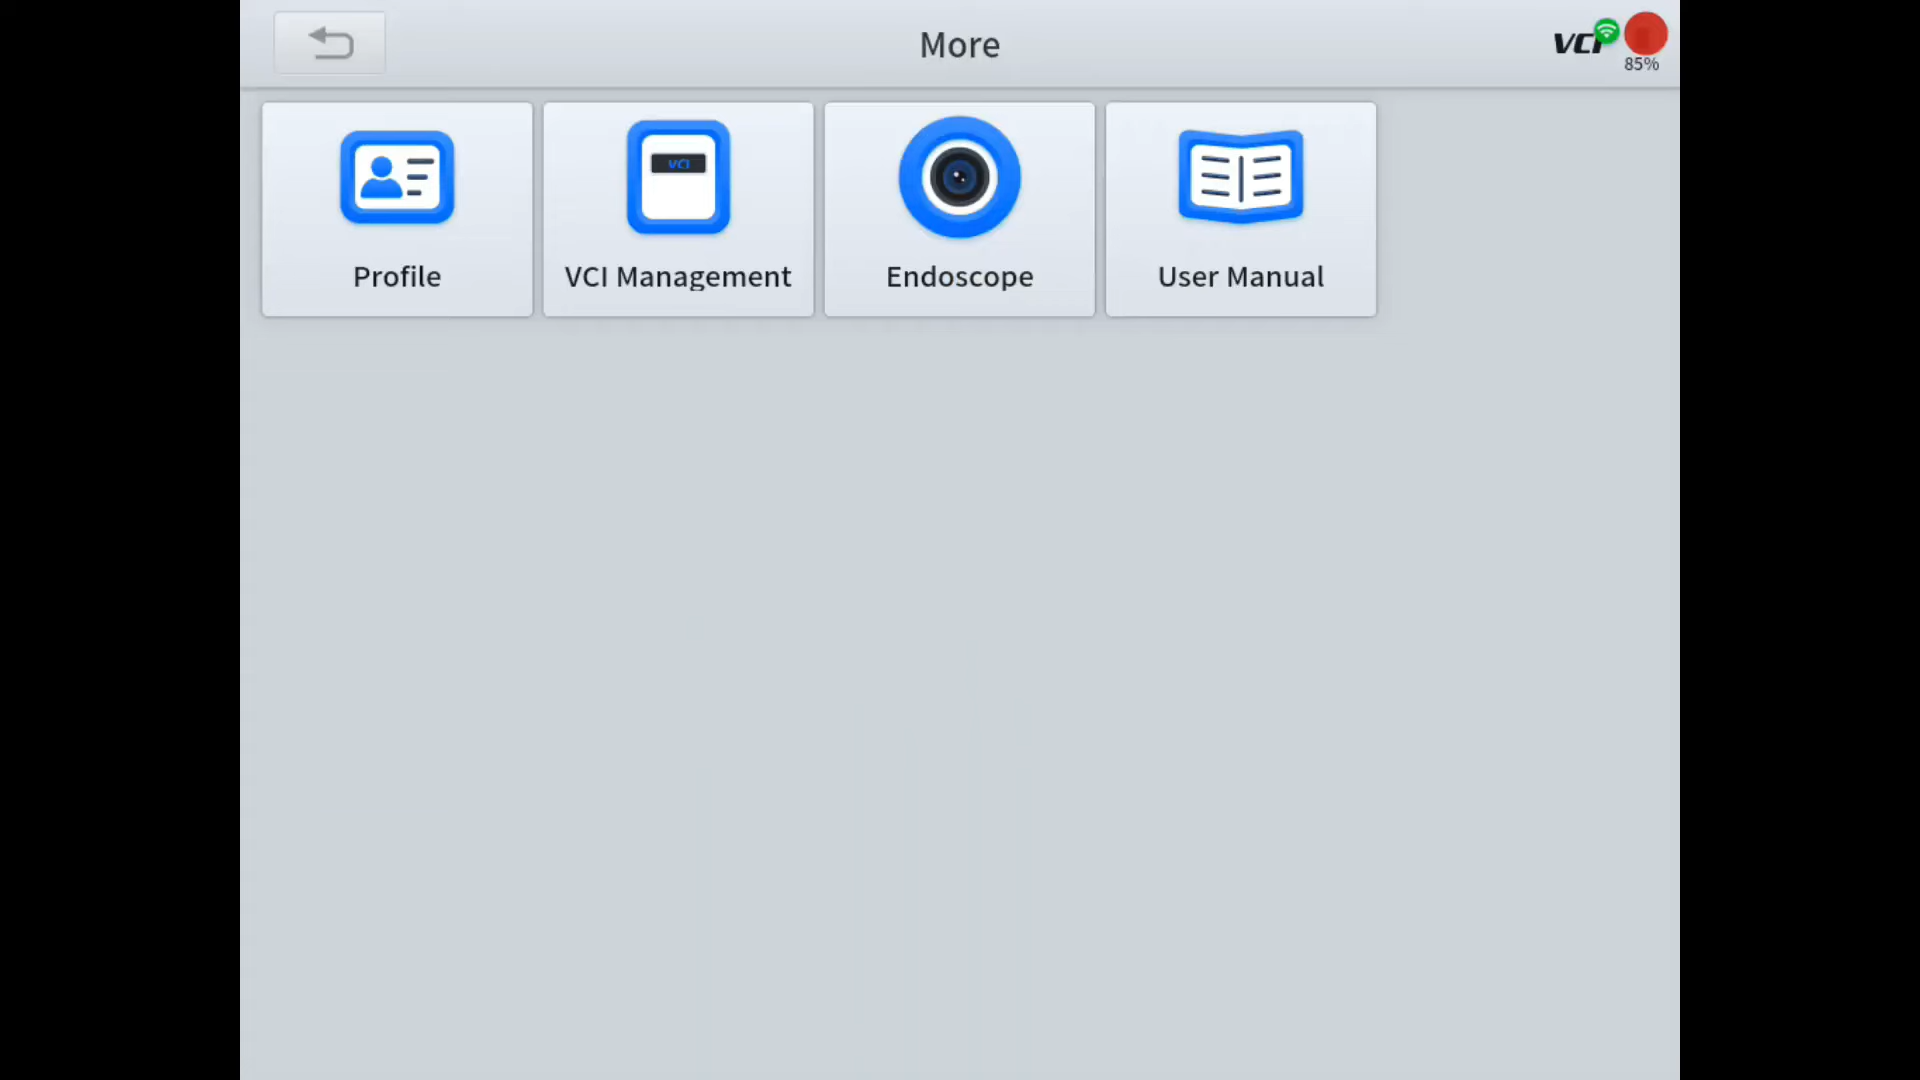 More
VCI
85%
VCI
Profile
VCI Management
Endoscope
User Manual